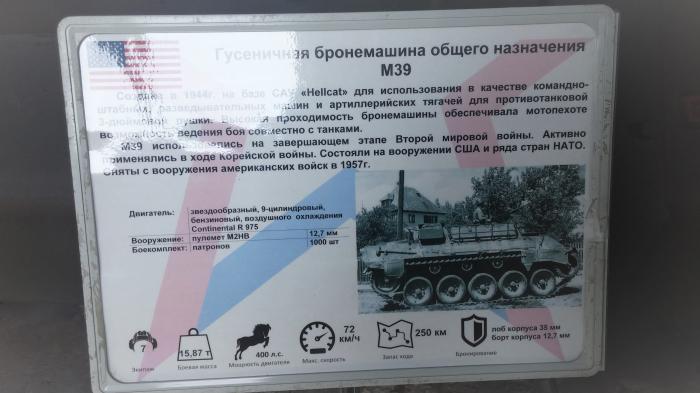 Гусеничная бронемашина общего назначения
М39
Создана в 1944г. на базе САУ «Hellcat» для использования в качестве командно-
штабных, разведывательных машин и артиллерийских тягачей для противотанковой
3-дюймовой пушки. Высокая проходимость бронемашины обеспечивала мотопехоте
возможность ведения боя совместно с танками.
М39 использовались на завершающем этапе Второй мировой войны. Активно
применялись в ходе Корейской войны. Состояли на вооружении США и ряда стран НАТО.
Сняты с вооружения американских войск в 1957г.
Двигатель: звездообразный, 9-цилиндровый,
бензиновый, воздушного охлаждения
Continental R 975
Вооружение: пулемет М2НВ 12,7 мм
Боекомплект: патронов 1000 шт
7
Экипаж
15,87 т
Боевая масса
400 л.с.
Мощность двигателя
72
км/ч
Макс. скорость
250 км
Запас хода
лоб корпуса 38 мм
борт корпуса 12,7 мм
Бронирование